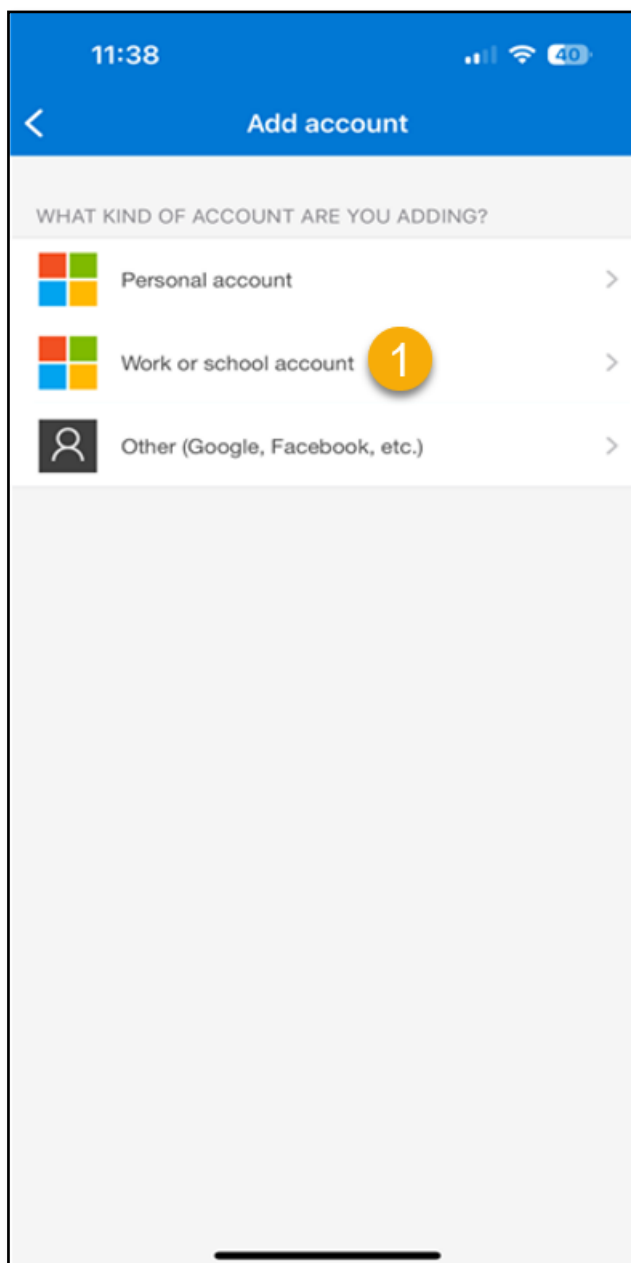 11:38
40
Add account
WHAT KIND OF ACCOUNT ARE YOU ADDING?
Personal account
Work or school account 1
Other (Google, Facebook, etc.)